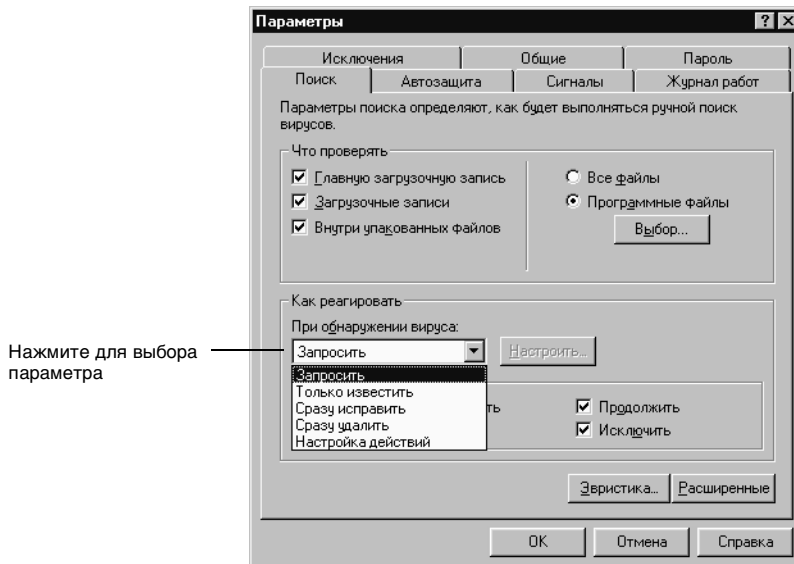 Параметры
Исключения
Общие
Пароль
Поиск
Автозащита
Сигналы
Журнал работ
Параметры поиска определяют, как будет выполняться ручной поиск
вирусов.
Что проверять
Главную загрузочную запись
Загрузочные записи
Внутри упакованных файлов
Все файлы
Программные файлы
Выбор...
Как реагировать
При обнаружении вируса:
Нажмите для выбора
параметра
Запросить
Настроить...
Запросить
Только известить
Сразу исправить
Сразу удалить
Настройка действий
ть
Продолжить
Исключить
Эвристика...
Расширенные
OK
Отмена
Справка